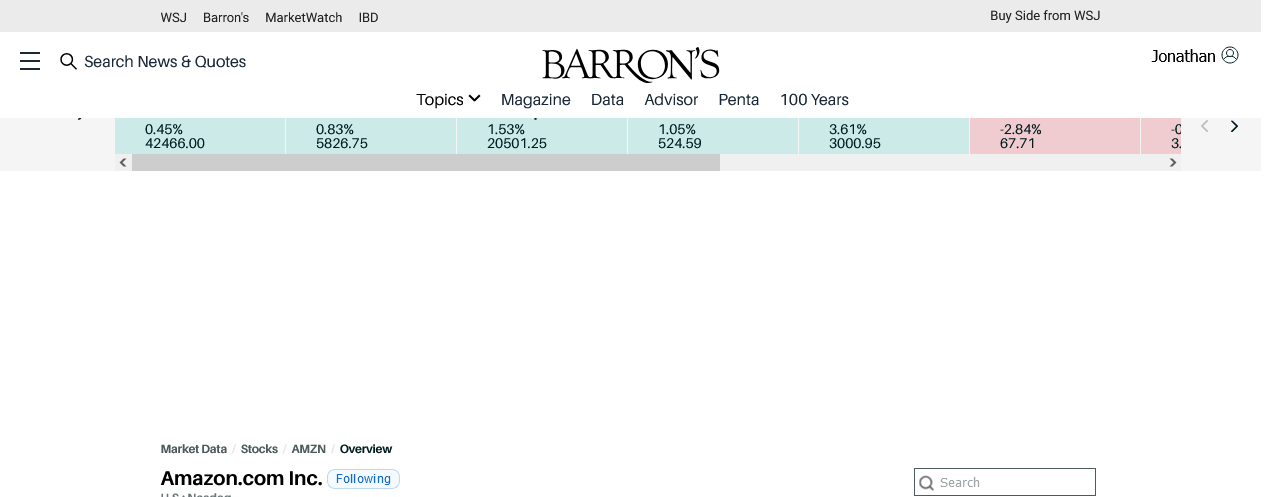 WSJ Barron's MarketWatch IBD Buy Side from WSJ
Search News & Quotes BARRON'S Jonathan
Topics Magazine Data Advisor Penta 100 Years
0.45% 0.83% 1.53% 1.05% 3.61% -2.84%
42466.00 5826.75 20501.25 524.59 3000.95 67.71
Market Data / Stocks / AMZN / Overview
Amazon.com Inc. Following Search